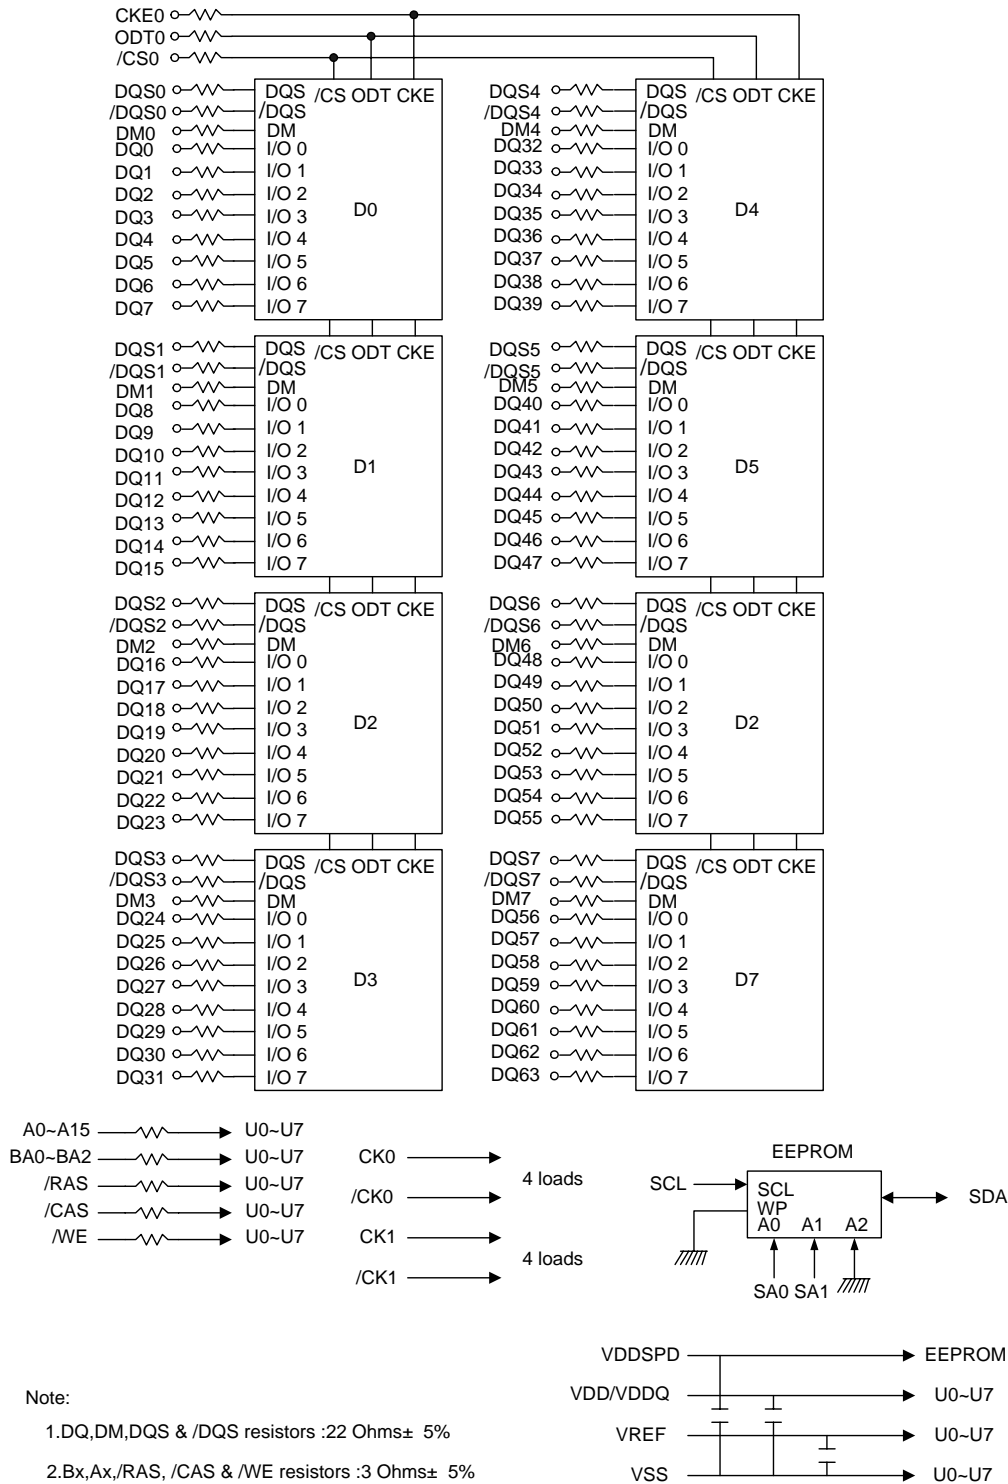 CKE0
ODT0
/CS0
DQS0 DQS /CS ODT CKE
/DQS0 /DQS
DM0 DM
DQ0 I/O 0
DQ1 I/O 1
DQ2 I/O 2
DQ3 I/O 3
D0
DQ4 I/O 4
DQ5 I/O 5
DQ6 I/O 6
DQ7 I/O 7
DQS1 DQS /CS ODT CKE
/DQS1 /DQS
DM1 DM
DQ8 I/O 0
DQ9 I/O 1
DQ10 I/O 2
DQ11 I/O 3
D1
DQ12 I/O 4
DQ13 I/O 5
DQ14 I/O 6
DQ15 I/O 7
DQS2 DQS /CS ODT CKE
/DQS2 /DQS
DM2 DM
DQ16 I/O 0
DQ17 I/O 1
DQ18 I/O 2
DQ19 I/O 3
D2
DQ20 I/O 4
DQ21 I/O 5
DQ22 I/O 6
DQ23 I/O 7
DQS3 DQS /CS ODT CKE
/DQS3 /DQS
DM3 DM
DQ24 I/O 0
DQ25 I/O 1
DQ26 I/O 2
DQ27 I/O 3
D3
DQ28 I/O 4
DQ29 I/O 5
DQ30 I/O 6
DQ31 I/O 7
DQS4 DQS /CS ODT CKE
/DQS4 /DQS
DM4 DM
DQ32 I/O 0
DQ33 I/O 1
DQ34 I/O 2
DQ35 I/O 3
D4
DQ36 I/O 4
DQ37 I/O 5
DQ38 I/O 6
DQ39 I/O 7
DQS5 DQS /CS ODT CKE
/DQS5 /DQS
DM5 DM
DQ40 I/O 0
DQ41 I/O 1
DQ42 I/O 2
DQ43 I/O 3
D5
DQ44 I/O 4
DQ45 I/O 5
DQ46 I/O 6
DQ47 I/O 7
DQS6 DQS /CS ODT CKE
/DQS6 /DQS
DM6 DM
DQ48 I/O 0
DQ49 I/O 1
DQ50 I/O 2
DQ51 I/O 3
D2
DQ52 I/O 4
DQ53 I/O 5
DQ54 I/O 6
DQ55 I/O 7
DQS7 DQS /CS ODT CKE
/DQS7 /DQS
DM7 DM
DQ56 I/O 0
DQ57 I/O 1
DQ58 I/O 2
DQ59 I/O 3
D7
DQ60 I/O 4
DQ61 I/O 5
DQ62 I/O 6
DQ63 I/O 7
A0~A15 U0~U7
BA0~BA2 U0~U7
/RAS U0~U7
/CAS U0~U7
/WE U0~U7
CK0
4 loads
/CK0
CK1
4 loads
/CK1
EEPROM
SCL SCL SDA
WP
A0 A1 A2
SA0 SA1
VDDSPD EEPROM
VDD/VDDQ U0~U7
VREF U0~U7
VSS U0~U7
Note:
1.DQ,DM,DQS & /DQS resistors :22 Ohms± 5%
2.Bx,Ax,/RAS, /CAS & /WE resistors :3 Ohms± 5%